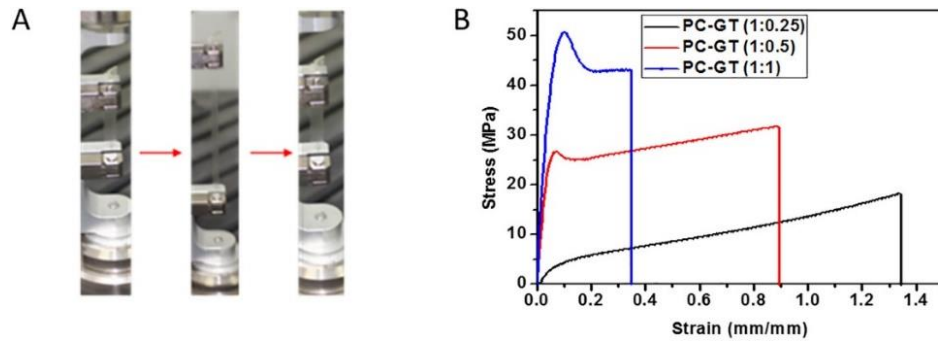 A
B
PC-GT (1:0.25)
PC-GT (1:0.5)
PC-GT (1:1)
50
40
30
20
10
0
Stress (MPa)
0.0 0.2 0.4 0.6 0.8 1.0 1.2 1.4
Strain (mm/mm)